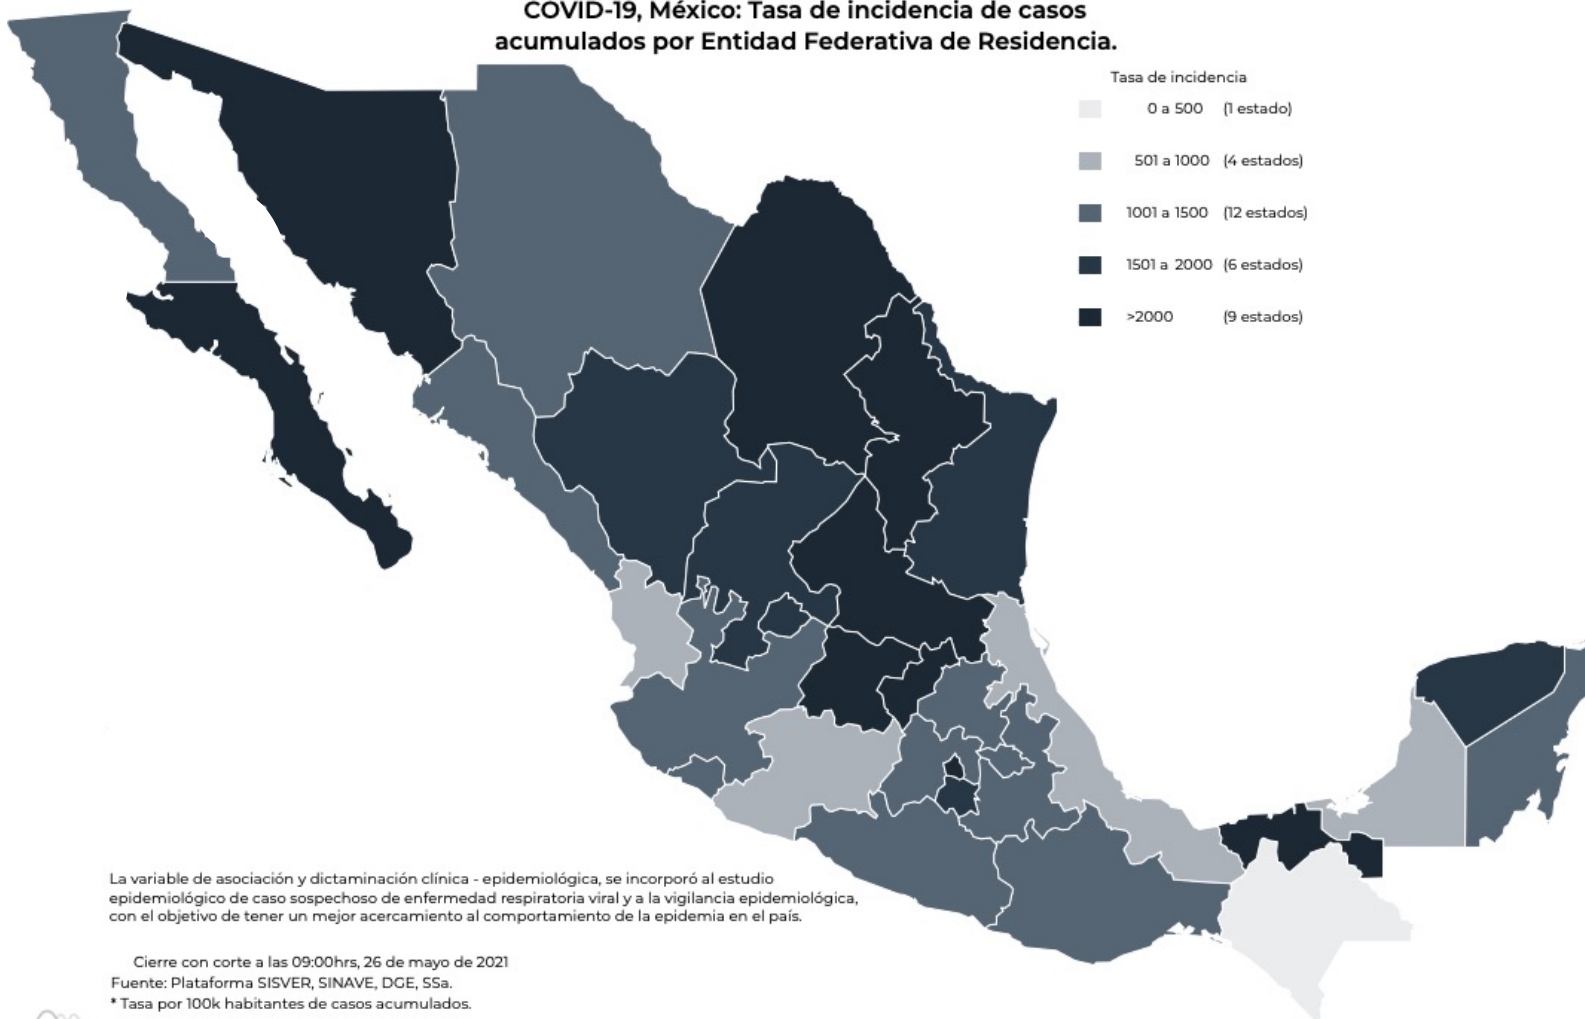 COVID-19, México: Tasa de incidencia de casos
acumulados por Entidad Federativa de Residencia.
Tasa de incidencia
0 a 500 (1 estado)
501 a 1000 (4 estados)
1001 a 1500 (12 estados)
1501 a 2000 (6 estados)
>2000 (9 estados)
La variable de asociación y dictaminación clínica - epidemiológica, se incorporó al estudio
epidemiológico de caso sospechoso de enfermedad respiratoria viral y a la vigilancia epidemiológica,
con el objetivo de tener un mejor acercamiento al comportamiento de la epidemia en el país.
Cierre con corte a las 09:00hrs, 26 de mayo de 2021
Fuente: Plataforma SISVER, SINAVE, DGE, SSa.
* Tasa por 100k habitantes de casos acumulados.